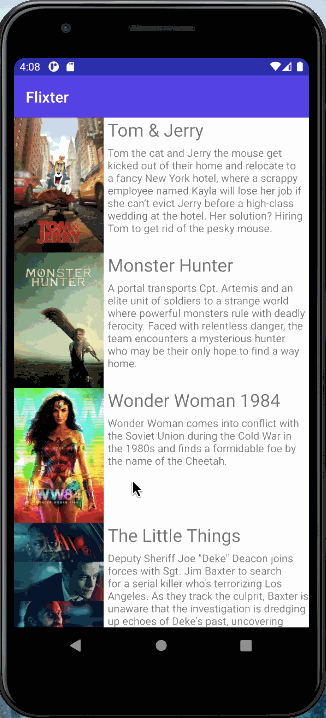 4:08
Flixter
Tom & Jerry
Tom the cat and Jerry the mouse get
kicked out of their home and relocate to
a fancy New York hotel, where a scrappy
employee named Kayla will lose her job if
she can't evict Jerry before a high-class
wedding at the hotel. Her solution? Hiring
Tom to get rid of the pesky mouse.
TOM
JERRY
MONSTER
HUNTER
Monster Hunter
A portal transports Cpt. Artemis and an
elite unit of soldiers to a strange world
where powerful monsters rule with deadly
ferocity. Faced with relentless danger, the
team encounters a mysterious hunter
who may be their only hope to find a way
home.
Wonder Woman 1984
Wonder Woman comes into conflict with
the Soviet Union during the Cold War in
the 1980s and finds a formidable foe by
the name of the Cheetah.
WW84
The Little Things
Deputy Sheriff Joe "Deke" Deacon joins
forces with Sgt. Jim Baxter to search
for a serial killer who's terrorizing Los
Angeles. As they track the culprit, Baxter is
unaware that the investigation is dredging
up echoes of Deke's past, uncovering